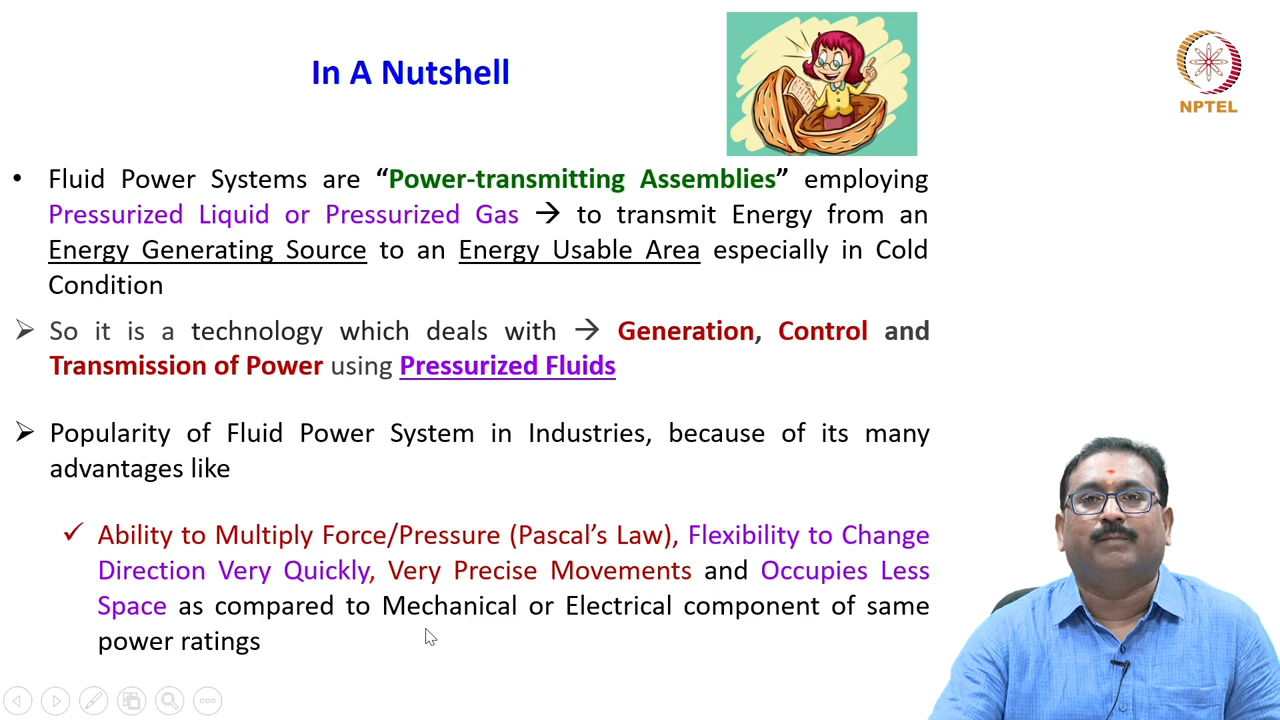 In A Nutshell
NPTEL
• Fluid Power Systems are “Power-transmitting Assemblies” employing
Pressurized Liquid or Pressurized Gas → to transmit Energy from an
Energy Generating Source to an Energy Usable Area especially in Cold
Condition
➢ So it is a technology which deals with → Generation, Control and
Transmission of Power using Pressurized Fluids
➢ Popularity of Fluid Power System in Industries, because of its many
advantages like
✓ Ability to Multiply Force/Pressure (Pascal’s Law), Flexibility to Change
Direction Very Quickly, Very Precise Movements and Occupies Less
Space as compared to Mechanical or Electrical component of same
power ratings